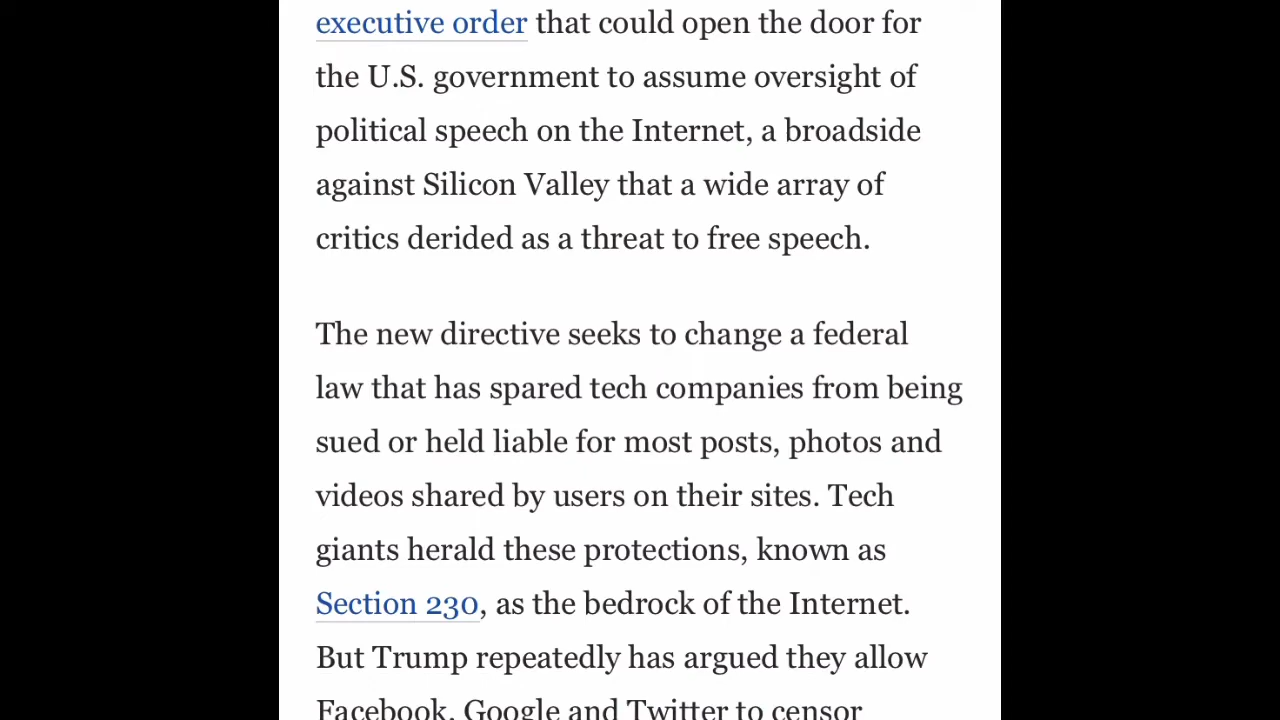 executive order that could open the door for
the U.S. government to assume oversight of
political speech on the Internet, a broadside
against Silicon Valley that a wide array of
critics derided as a threat to free speech.
The new directive seeks to change a federal
law that has spared tech companies from being
sued or held liable for most posts, photos and
videos shared by users on their sites. Tech
giants herald these protections, known as
Section 230, as the bedrock of the Internet.
But Trump repeatedly has argued they allow
Facebook, Google and Twitter to censor